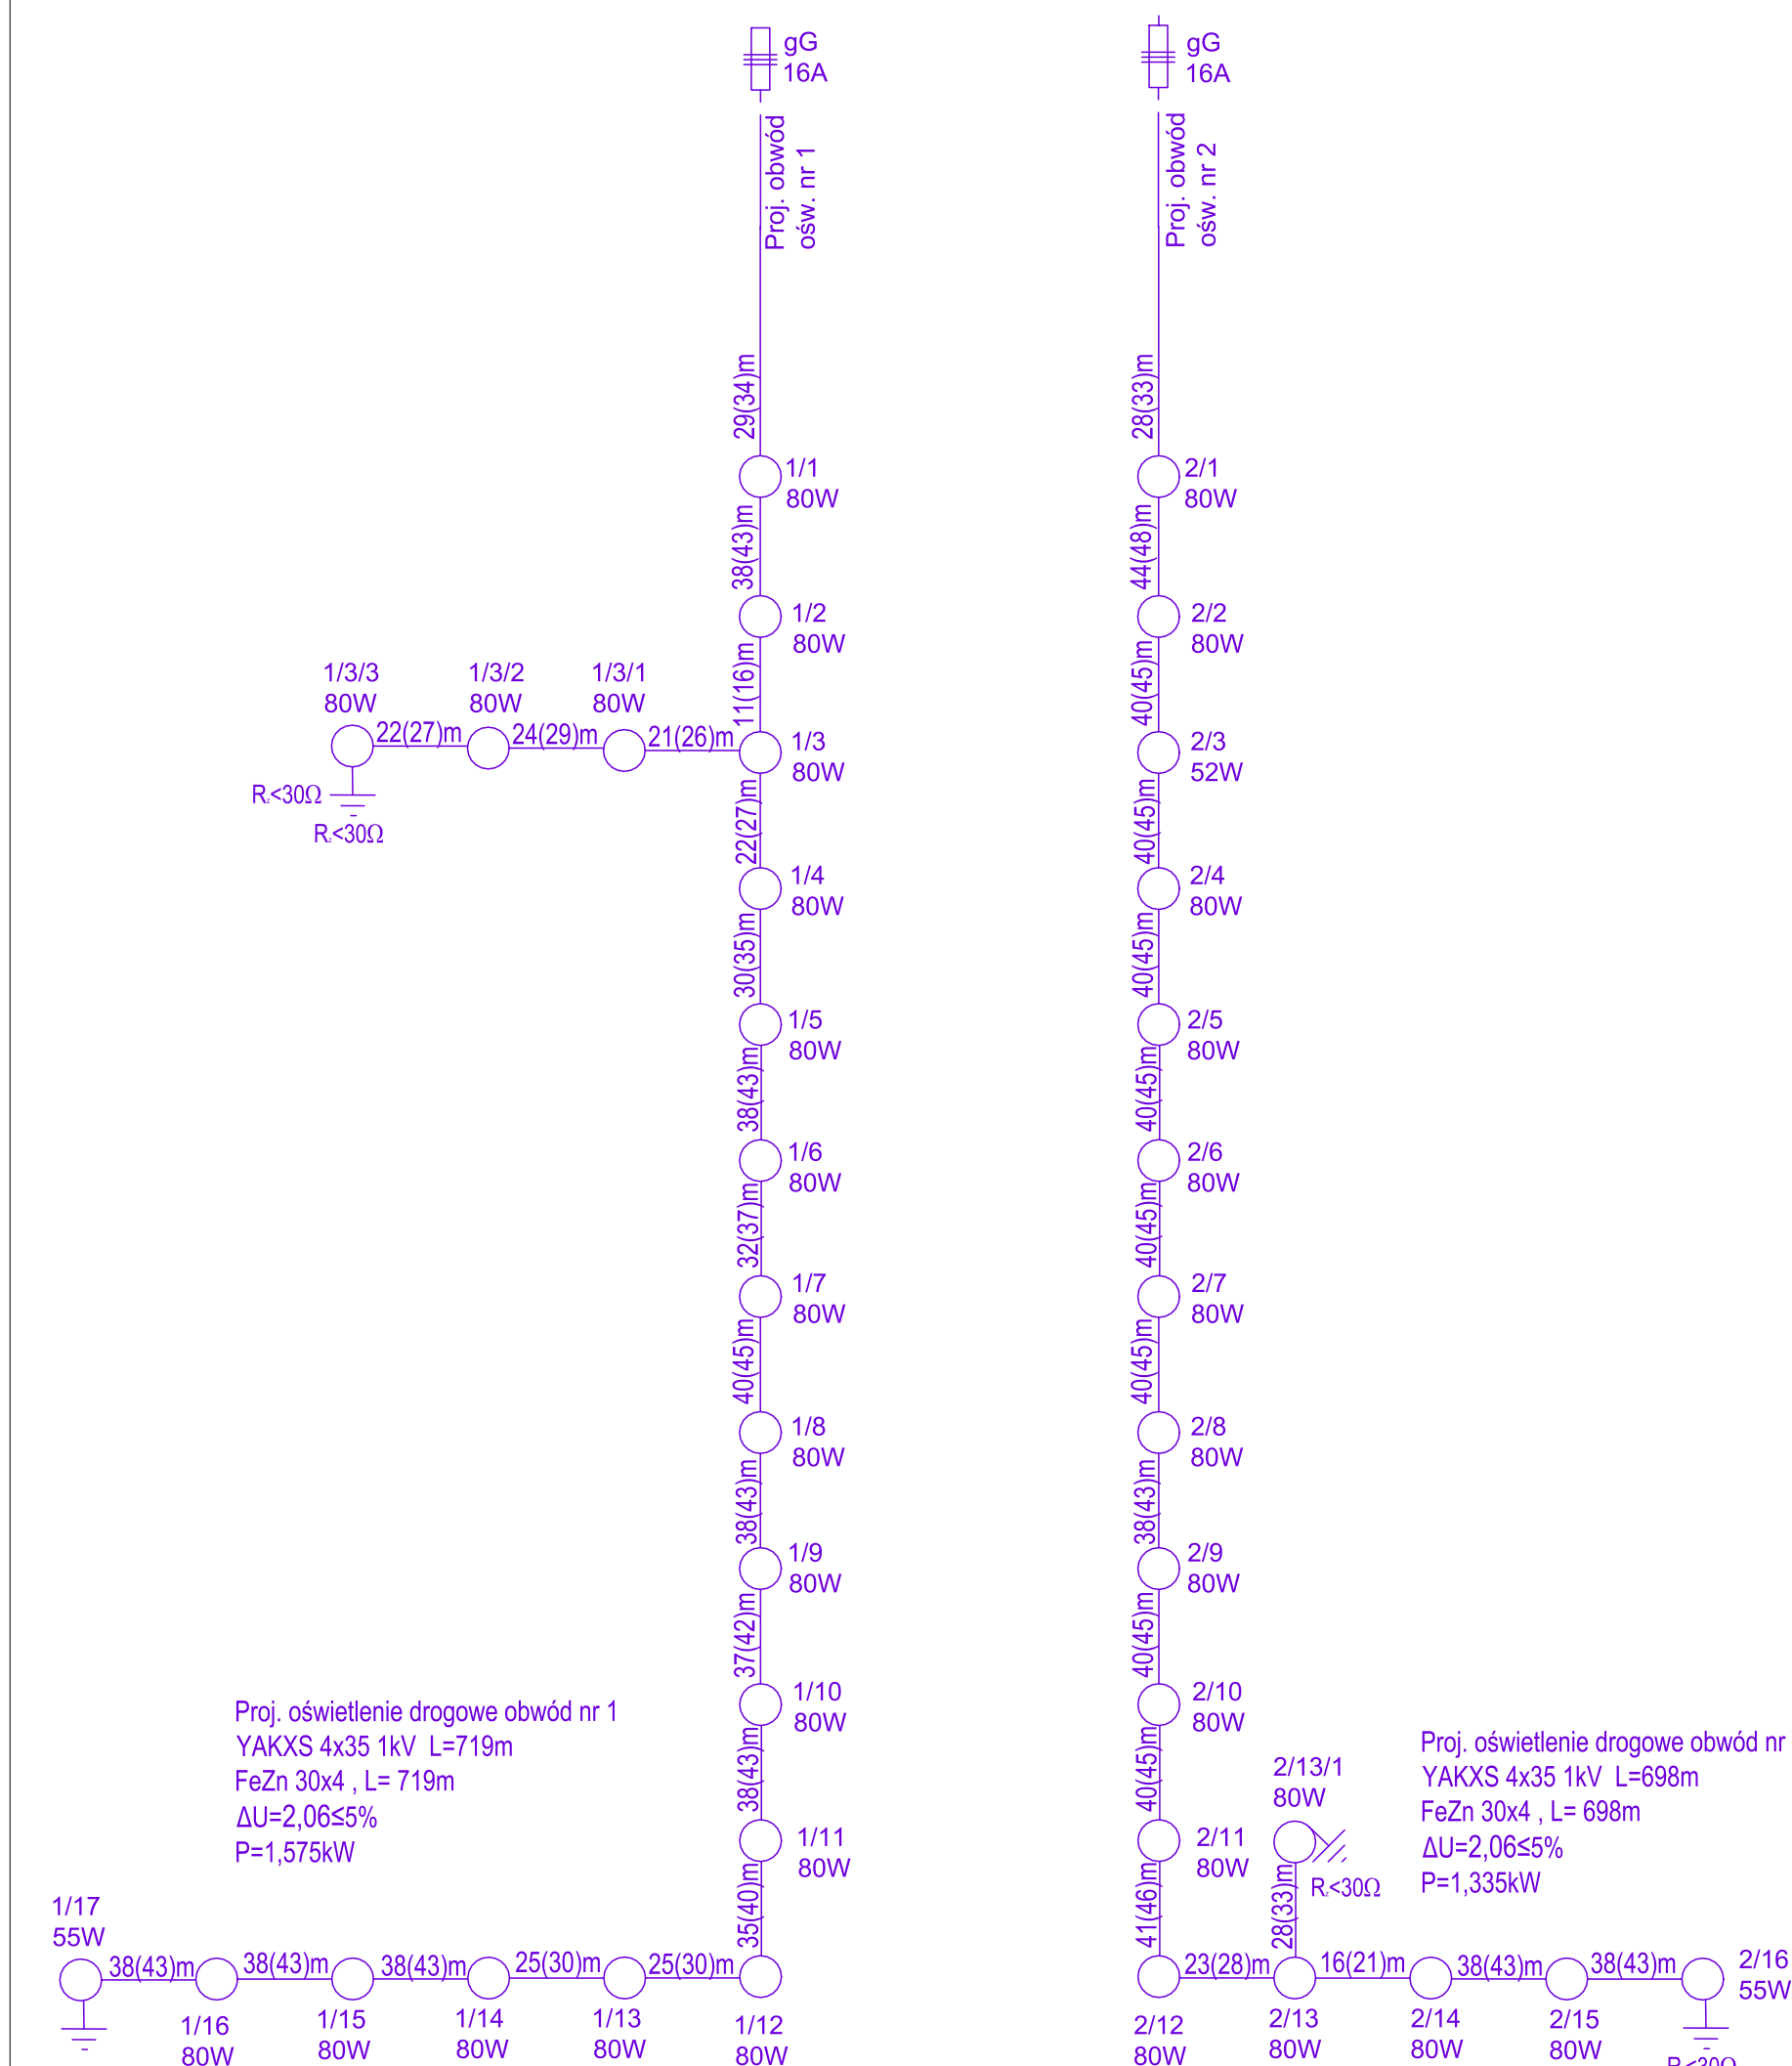 gG
16A
Proj. obwód
ośw. nr 1
29(34)m
1/1
80W
38(43)m
1/2
80W
11(16)m
1/3/3
80W
1/3/2
80W
1/3/1
80W
22(27)m
24(29)m
21(26)m
1/3
80W
Rz<30Ω
Rz<30Ω
22(27)m
1/4
80W
30(35)m
1/5
80W
38(43)m
1/6
80W
32(37)m
1/7
80W
40(45)m
1/8
80W
38(43)m
1/9
80W
37(42)m
1/10
80W
38(43)m
1/11
80W
35(40)m
Proj. oświetlenie drogowe obwód nr 1
YAKXS 4x35 1kV L=719m
FeZn 30x4 , L= 719m
ΔU=2,06≤5%
P=1,575kW
1/17
55W
38(43)m
38(43)m
38(43)m
25(30)m
25(30)m
1/16
80W
1/15
80W
1/14
80W
1/13
80W
1/12
80W
gG
16A
Proj. obwód
ośw. nr 2
28(33)m
2/1
80W
44(48)m
2/2
80W
40(45)m
2/3
52W
40(45)m
2/4
80W
40(45)m
2/5
80W
40(45)m
2/6
80W
40(45)m
2/7
80W
40(45)m
2/8
80W
38(43)m
2/9
80W
40(45)m
2/10
80W
40(45)m
2/11
80W
41(46)m
2/13/1
80W
Rz<30Ω
28(33)m
Proj. oświetlenie drogowe obwód nr
YAKXS 4x35 1kV L=698m
FeZn 30x4 , L= 698m
ΔU=2,06≤5%
P=1,335kW
23(28)m
16(21)m
38(43)m
38(43)m
2/16
55W
2/12
80W
2/13
80W
2/14
80W
2/15
80W
Rz<30Ω